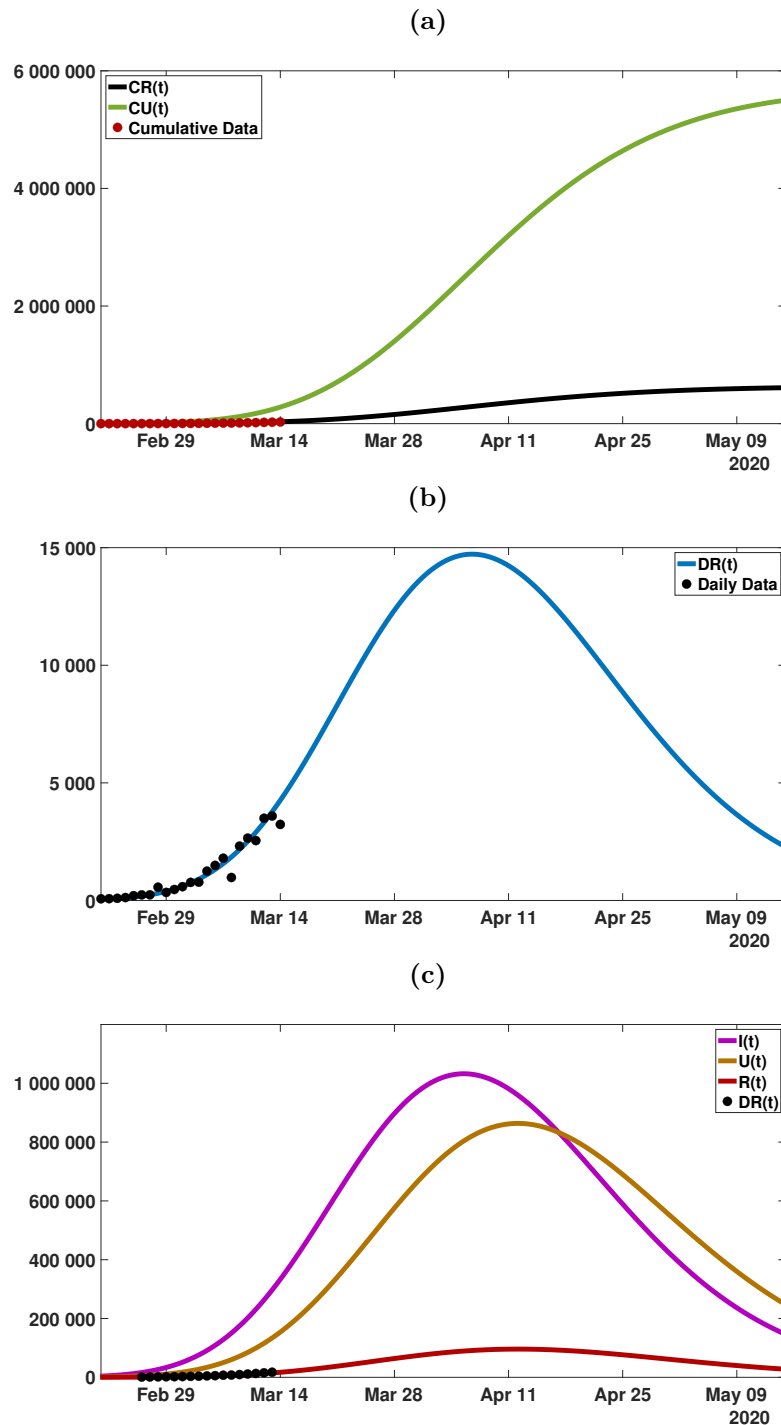 (a)
6 000 000
CR(t)
CU(t)
Cumulative Data
4 000 000
2 000 000
0
Feb 29 Mar 14 Mar 28 Apr 11 Apr 25 May 09
2020
(b)
15 000
DR(t)
Daily Data
10 000
5 000
0
Feb 29 Mar 14 Mar 28 Apr 11 Apr 25 May 09
2020
(c)
I(t)
U(t)
R(t)
DR(t)
1 000 000
800 000
600 000
400 000
200 000
0
Feb 29 Mar 14 Mar 28 Apr 11 Apr 25 May 09
2020